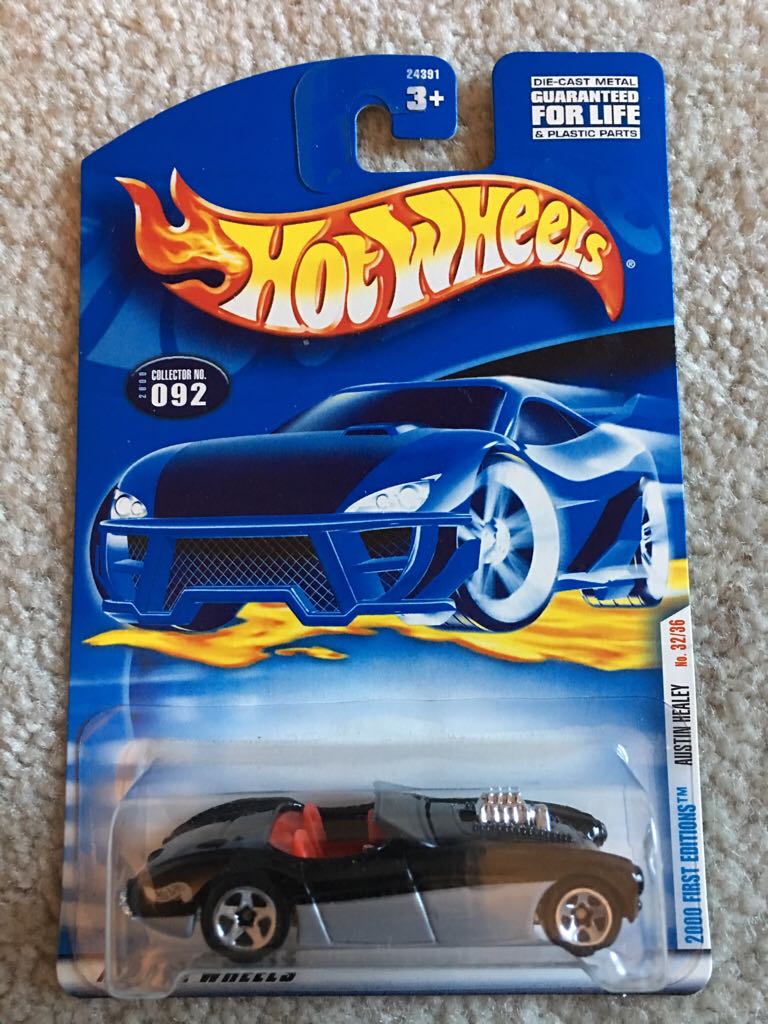 24391
3+
DIE-CAST METAL
GUARANTEED
FOR LIFE
& PLASTIC PARTS
HOT WHEELS®
2000
COLLECTOR NO.
092
2000 FIRST EDITIONS™ AUSTIN HEALEY No. 32/36
WHEELS